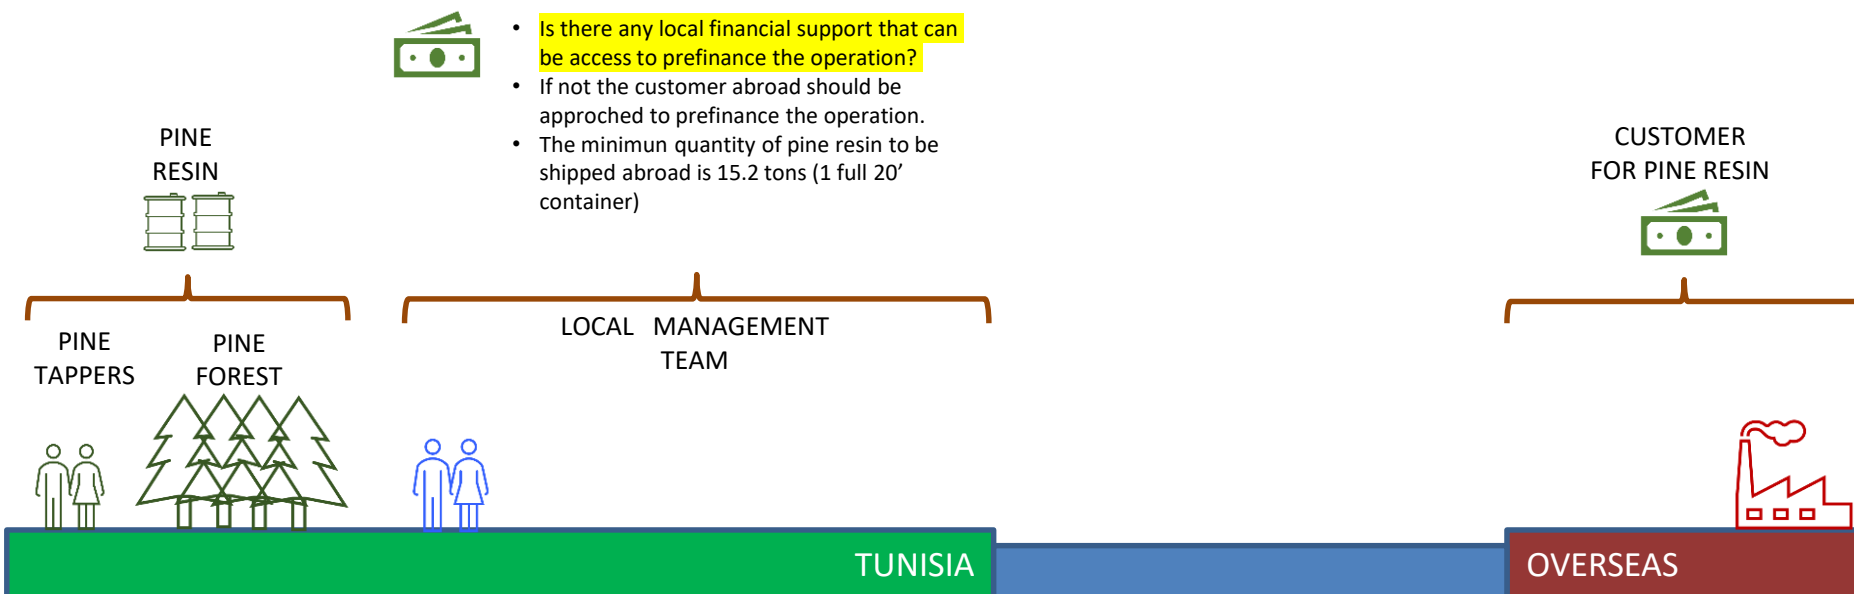 • Is there any local financial support that can
be access to prefinance the operation?
• If not the customer abroad should be
approched to prefinance the operation.
• The minimun quantity of pine resin to be
shipped abroad is 15.2 tons (1 full 20’
container)
PINE
RESIN
CUSTOMER
FOR PINE RESIN
PINE
TAPPERS
PINE
FOREST
LOCAL MANAGEMENT
TEAM
TUNISIA
OVERSEAS